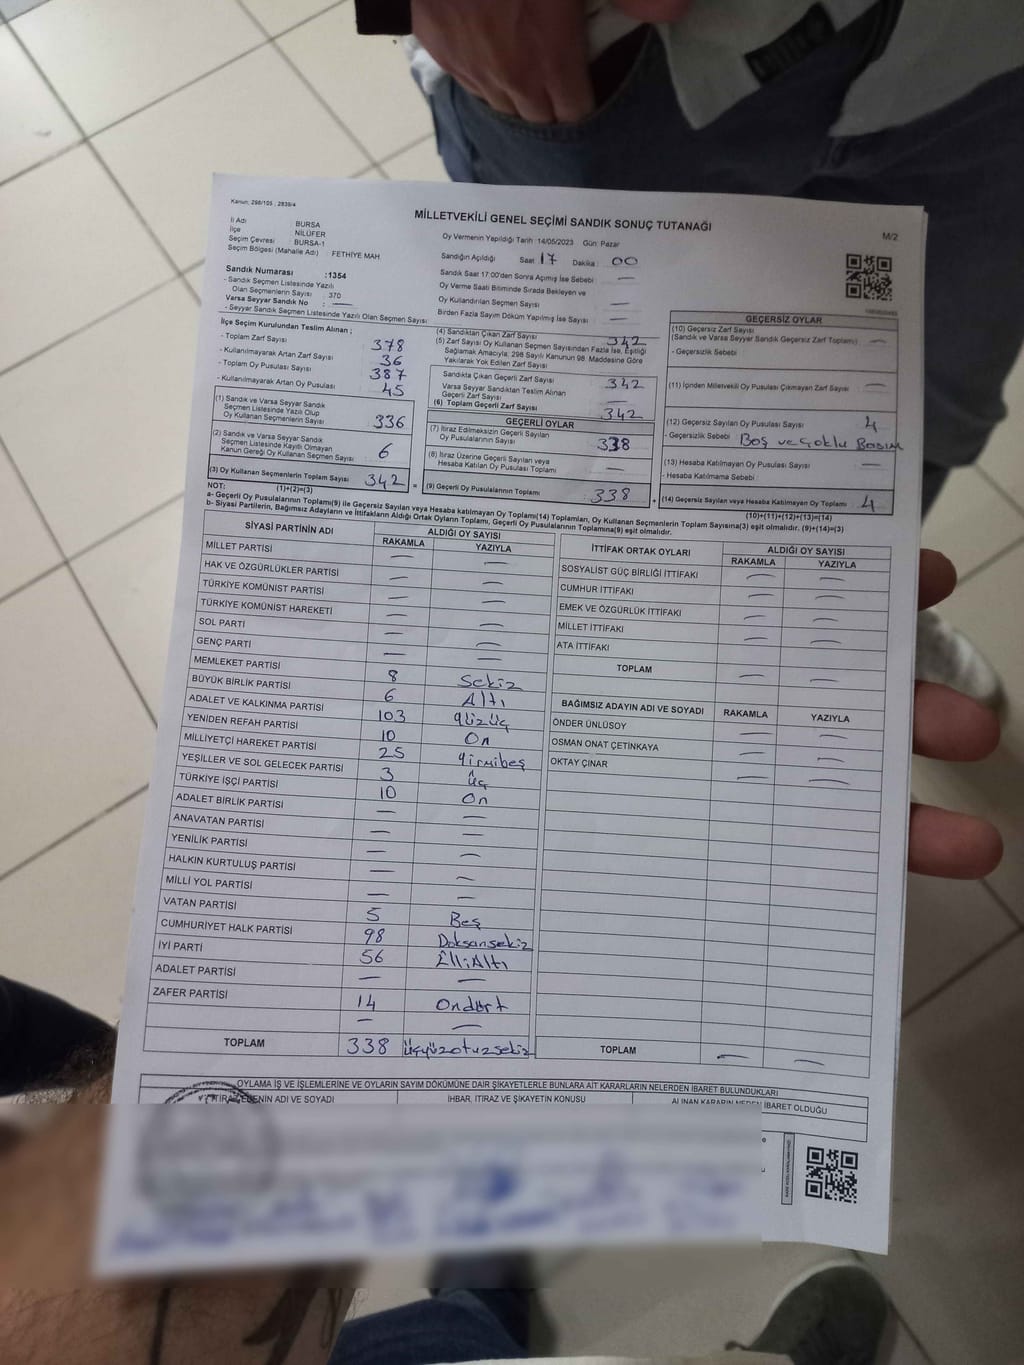 Kanun; 298/105 ; 2839/4
MİLLETVEKİLİ GENEL SEÇİMİ SANDIK SONUÇ TUTANAĞI
M/2
İl Adı : BURSA
İlçe : NİLÜFER
Seçim Çevresi : BURSA-1
Seçim Bölgesi (Mahalle Adı) : FETHİYE MAH
Oy Vermenin Yapıldığı Tarih :14/05/2023 Gün: Pazar
Sandığın Açıldığı Saat : 17 Dakika : 00
Sandık Saat 17:00'den Sonra Açımış İse Sebebi : —
Oy Verme Saati Bitiminde Sırada Bekleyen ve
Oy Kullandırılan Seçmen Sayısı : —
Birden Fazla Sayım Döküm Yapılmış İse Sayısı : —
Sandık Numarası :1354
- Sandık Seçmen Listesinde Yazılı
Olan Seçmenlerin Sayısı : 370
Varsa Seyyar Sandık No : —
- Seyyar Sandık Seçmen Listesinde Yazılı Olan Seçmen Sayısı:
İlçe Seçim Kurulundan Teslim Alınan ;
- Toplam Zarf Sayısı : 378
- Kullanılmayarak Artan Zarf Sayısı : 36
- Toplam Oy Pusulası Sayısı : 387
- Kullanılmayarak Artan Oy Pusulası : 45
(1) Sandık ve Varsa Seyyar Sandık
Seçmen Listesinde Yazılı Olup
Oy Kullanan Seçmenlerin Sayısı : 336
(2) Sandık ve Varsa Seyyar Sandık
Seçmen Listesinde Kayıtlı Olmayan
Kanun Gereği Oy Kullanan Seçmen Sayısı : 6
(3) Oy Kullanan Seçmenlerin Toplam Sayısı : 342
(1)+(2)=(3)
(4) Sandıktan Çıkan Zarf Sayısı : 342
(5) Zarf Sayısı Oy Kullanan Seçmen Sayısından Fazla İse, Eşitliği
Sağlamak Amacıyla; 298 Sayılı Kanunun 98. Maddesine Göre
Yakılarak Yok Edilen Zarf Sayısı :
Sandıkta Çıkan Geçerli Zarf Sayısı : 342
Varsa Seyyar Sandıktan Teslim Alınan
Geçerli Zarf Sayısı : —
(6) Toplam Geçerli Zarf Sayısı : 342
GEÇERLİ OYLAR
(7) İtiraz Edilmeksizin Geçerli Sayılan
Oy Pusulalarının Sayısı : 338
(8) İtiraz Üzerine Geçerli Sayılan veya
Hesaba Katılan Oy Pusulası Toplamı : —
= (9) Geçerli Oy Pusulalarının Toplamı : 338
GEÇERSİZ OYLAR
(10) Geçersiz Zarf Sayısı
(Sandık ve Varsa Seyyar Sandık Geçersiz Zarf Toplamı) : —
- Geçersizlik Sebebi :
(11) İçinden Milletvekili Oy Pusulası Çıkmayan Zarf Sayısı : —
(12) Geçersiz Sayılan Oy Pusulası Sayısı : 4
- Geçersizlik Sebebi : Boş ve Çoklu Basım
(13) Hesaba Katılmayan Oy Pusulası Sayısı : —
- Hesaba Katılmama Sebebi :
+ (14) Geçersiz Sayılan veya Hesaba Katılmayan Oy Toplamı : 4
(10)+(11)+(12)+(13)=(14)
NOT:
a- Geçerli Oy Pusulalarının Toplamı(9) ile Geçersiz Sayılan veya Hesaba Katılmayan Oy Toplamı(14) Toplamları, Oy Kullanan Seçmenlerin Toplam Sayısına(3) eşit olmalıdır. (9)+(14)=(3)
b- Siyasi Partilerin, Bağımsız Adayların ve İttifakların Aldığı Ortak Oyların Toplamı, Geçerli Oy Pusulalarının Toplamına(9) eşit olmalıdır.
SİYASİ PARTİNİN ADI ALDIĞI OY SAYISI
RAKAMLA YAZIYLA
MİLLET PARTİSİ — —
HAK VE ÖZGÜRLÜKLER PARTİSİ — —
TÜRKİYE KOMÜNİST PARTİSİ — —
TÜRKİYE KOMÜNİST HAREKETİ — —
SOL PARTİ — —
GENÇ PARTİ — —
MEMLEKET PARTİSİ 8 Sekiz
BÜYÜK BİRLİK PARTİSİ 6 Altı
ADALET VE KALKINMA PARTİSİ 103 Yüzüç
YENİDEN REFAH PARTİSİ 10 On
MİLLİYETÇİ HAREKET PARTİSİ 25 Yirmibeş
YEŞİLLER VE SOL GELECEK PARTİSİ 3 Üç
TÜRKİYE İŞÇİ PARTİSİ 10 On
ADALET BİRLİK PARTİSİ — —
ANAVATAN PARTİSİ — —
YENİLİK PARTİSİ — —
HALKIN KURTULUŞ PARTİSİ — —
MİLLİ YOL PARTİSİ — —
VATAN PARTİSİ 5 Beş
CUMHURİYET HALK PARTİSİ 98 Doksansekiz
İYİ PARTİ 56 Elli Altı
ADALET PARTİSİ — —
ZAFER PARTİSİ 14 Ondört
— —
TOPLAM 338 Üçyüzotuzsekiz
İTTİFAK ORTAK OYLARI ALDIĞI OY SAYISI
RAKAMLA YAZIYLA
SOSYALİST GÜÇ BİRLİĞİ İTTİFAKI — —
CUMHUR İTTİFAKI — —
EMEK VE ÖZGÜRLÜK İTTİFAKI — —
MİLLET İTTİFAKI — —
ATA İTTİFAKI — —
TOPLAM — —
BAĞIMSIZ ADAYIN ADI VE SOYADI RAKAMLA YAZIYLA
ÖNDER ÜNLÜSOY — —
OSMAN ONAT ÇETİNKAYA — —
OKTAY ÇINAR — —
TOPLAM — —
OYLAMA İŞ VE İŞLEMLERİNE VE OYLARIN SAYIM DÖKÜMÜNE DAİR ŞİKAYETLERLE BUNLARA AİT KARARLARIN NELERDEN İBARET BULUNDUKLARI
İTİRAZ EDENİN ADI VE SOYADI İHBAR, İTİRAZ VE ŞİKAYETİN KONUSU ALINAN KARARIN NEDEN İBARET OLDUĞU